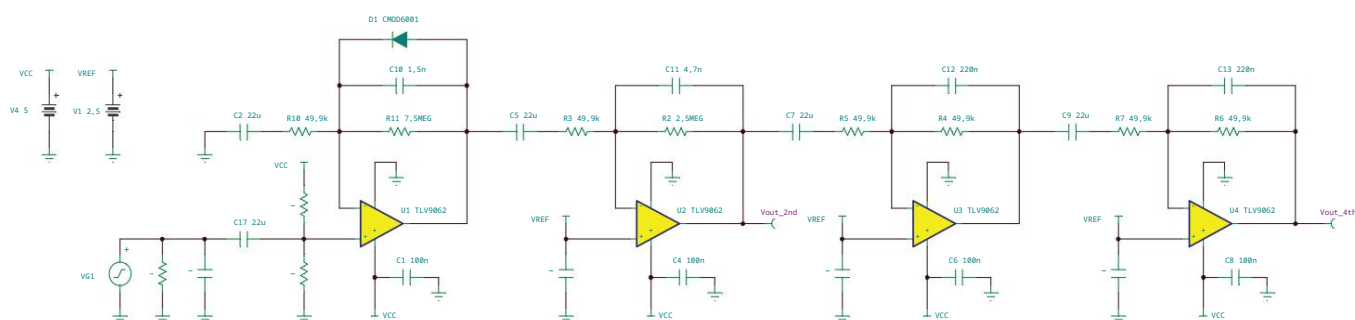 D1 CMOD6001
VCC
VREF
C10 1,5n
C11 4,7n
C12 220n
C13 220n
+
+
V4 5
V1 2,5
C2 22u
R10 49,9k
R11 7,5MEG
C5 22u
R3 49,9k
R2 2,5MEG
C7 22u
R5 49,9k
R4 49,9k
C9 22u
R7 49,9k
R6 49,9k
VCC
U1 TLV9062
VREF
U2 TLV9062
Vout_2nd
VREF
U3 TLV9062
VREF
U4 TLV9062
Vout_4th
C17 22u
+
VG1
C1 100n
C4 100n
C6 100n
C8 100n
VCC
VCC
VCC
VCC